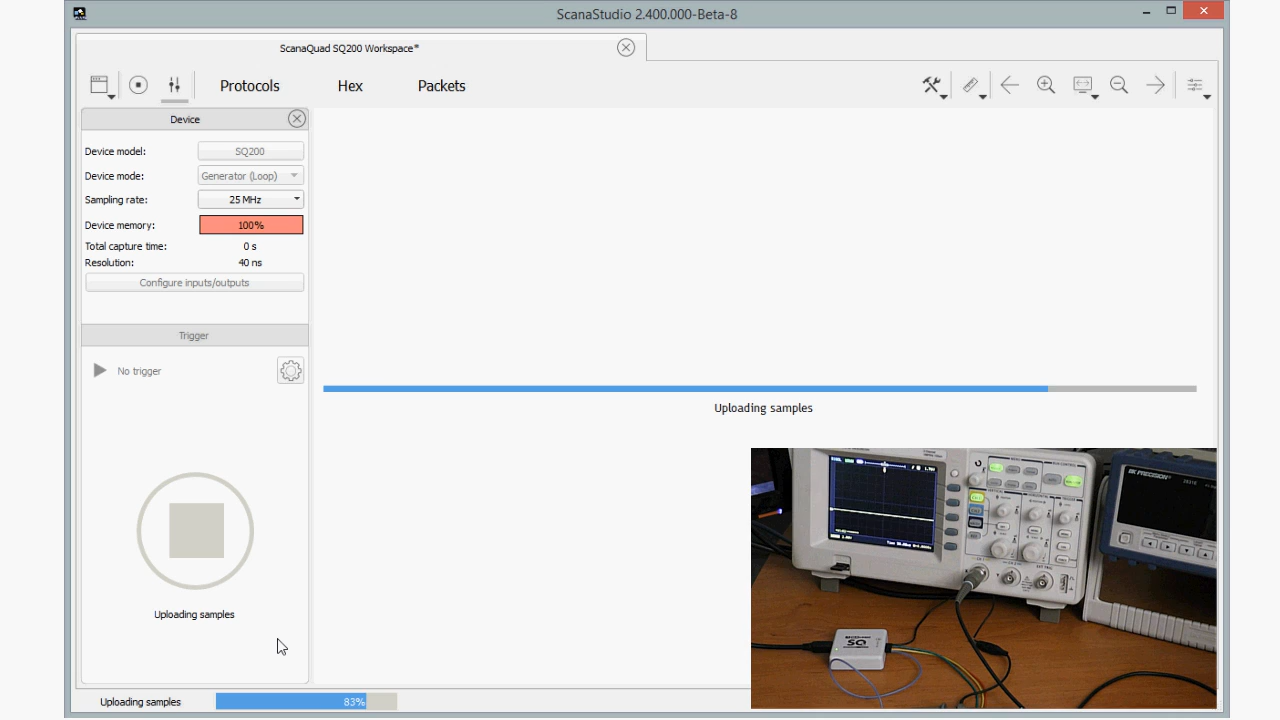 ScanaStudio 2.400.000-Beta-8
ScanaQuad SQ200 Workspace*
Protocols
Hex
Packets
Device
Device model:
SQ200
Device mode:
Generator (Loop)
Sampling rate:
25 MHz
Device memory:
100%
Total capture time:
0 s
Resolution:
40 ns
Configure inputs/outputs
Trigger
No trigger
Uploading samples
Uploading samples
BK PRECISION
SQ
Uploading samples
83%